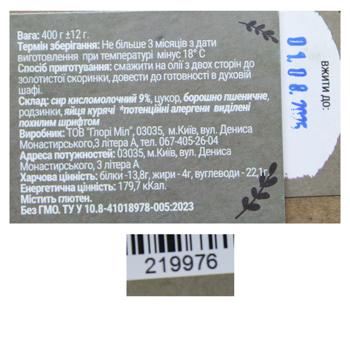 Вага: 400 г ±12 г.
Термін зберігання: Не більше 3 місяців з дати
виготовлення при температурі мінус 18° С
Спосіб приготування: смажити на олії з двох сторін до
золотистої скоринки, довести до готовності в духовій
шафі.
Склад: сир кисломолочний 9%, цукор, борошно пшеничне,
родзинки, яйця курячі *потенційні алергени виділені
похилим шрифтом
Виробник: ТОВ "Глорі Міл", 03035, м.Київ, вул. Дениса
Монастирського,3 літера А, тел. 067-405-26-04
Адреса потужностей: 03035, м.Київ, вул. Дениса
Монастирського, 3 літера А
Харчова цінність: білки -13,8г, жири - 4г, вуглеводи - 22,1г,
Енергетична цінність: 179,7 кКал.
Містить глютен.
Без ГМО. ТУ У 10.8-41018978-005:2023
ВЖИТИ ДО:
01.08.
219976